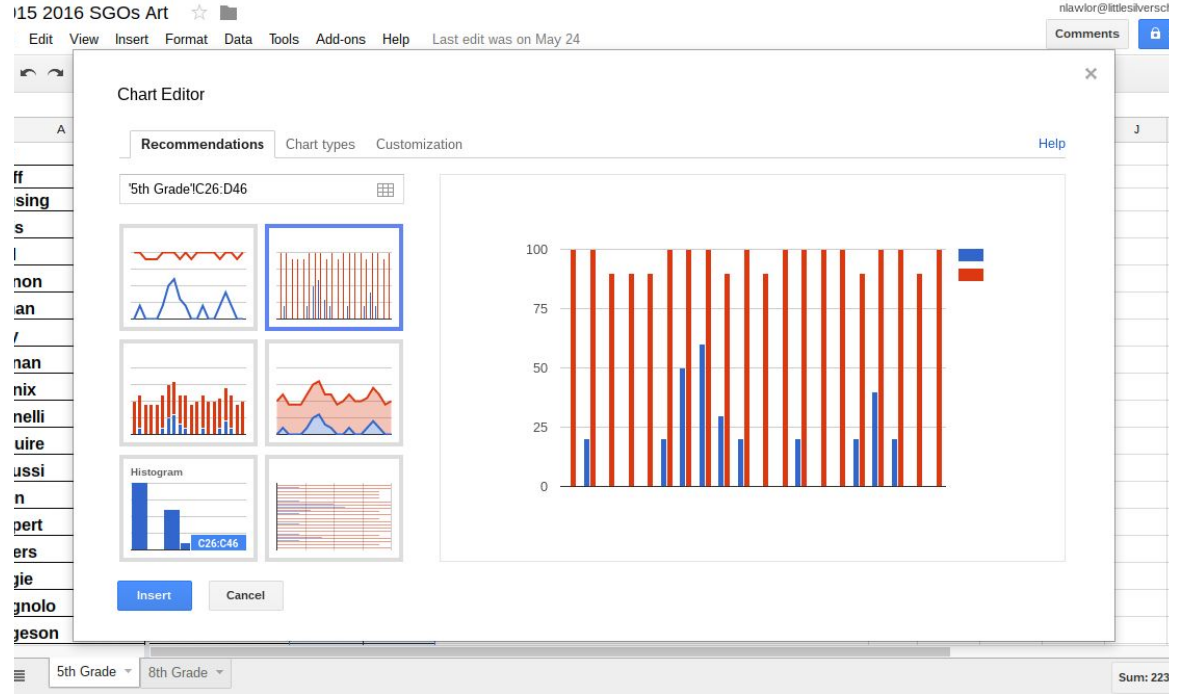 015 2016 SGOs Art
nlawlor@littlesilversch
Edit View Insert Format Data Tools Add-ons Help Last edit was on May 24
Comments
Chart Editor
Recommendations Chart types Customization
Help
A
J
'5th Grade'!C26:D46
ff
sing
s
l
non
an
y
nan
nix
nelli
uire
ussi
n
pert
ers
gie
gnolo
geson
100
75
50
25
0
Histogram
C26:C46
Insert Cancel
5th Grade 8th Grade
Sum: 223